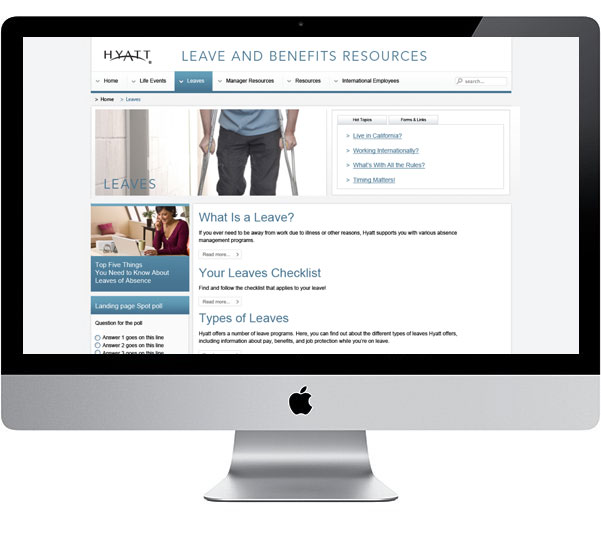 HYATT
LEAVE AND BENEFITS RESOURCES
Home Life Events Leaves Manager Resources Resources International Employees search...
> Home > Leaves
LEAVES
Hot Topics Forms & Links
> Live in California?
> Working Internationally?
> What's With All the Rules?
> Timing Matters!
Top Five Things
You Need to Know About
Leaves of Absence
Landing page Spot poll
Question for the poll
Answer 1 goes on this line
Answer 2 goes on this line
Answer 3 goes on this line
What Is a Leave?
If you ever need to be away from work due to illness or other reasons, Hyatt supports you with various absence
management programs.
Read more... >
Your Leaves Checklist
Find and follow the checklist that applies to your leave!
Read more... >
Types of Leaves
Hyatt offers a number of leave programs. Here, you can find out about the different types of leaves Hyatt offers,
including information about pay, benefits, and job protection while you're on leave.